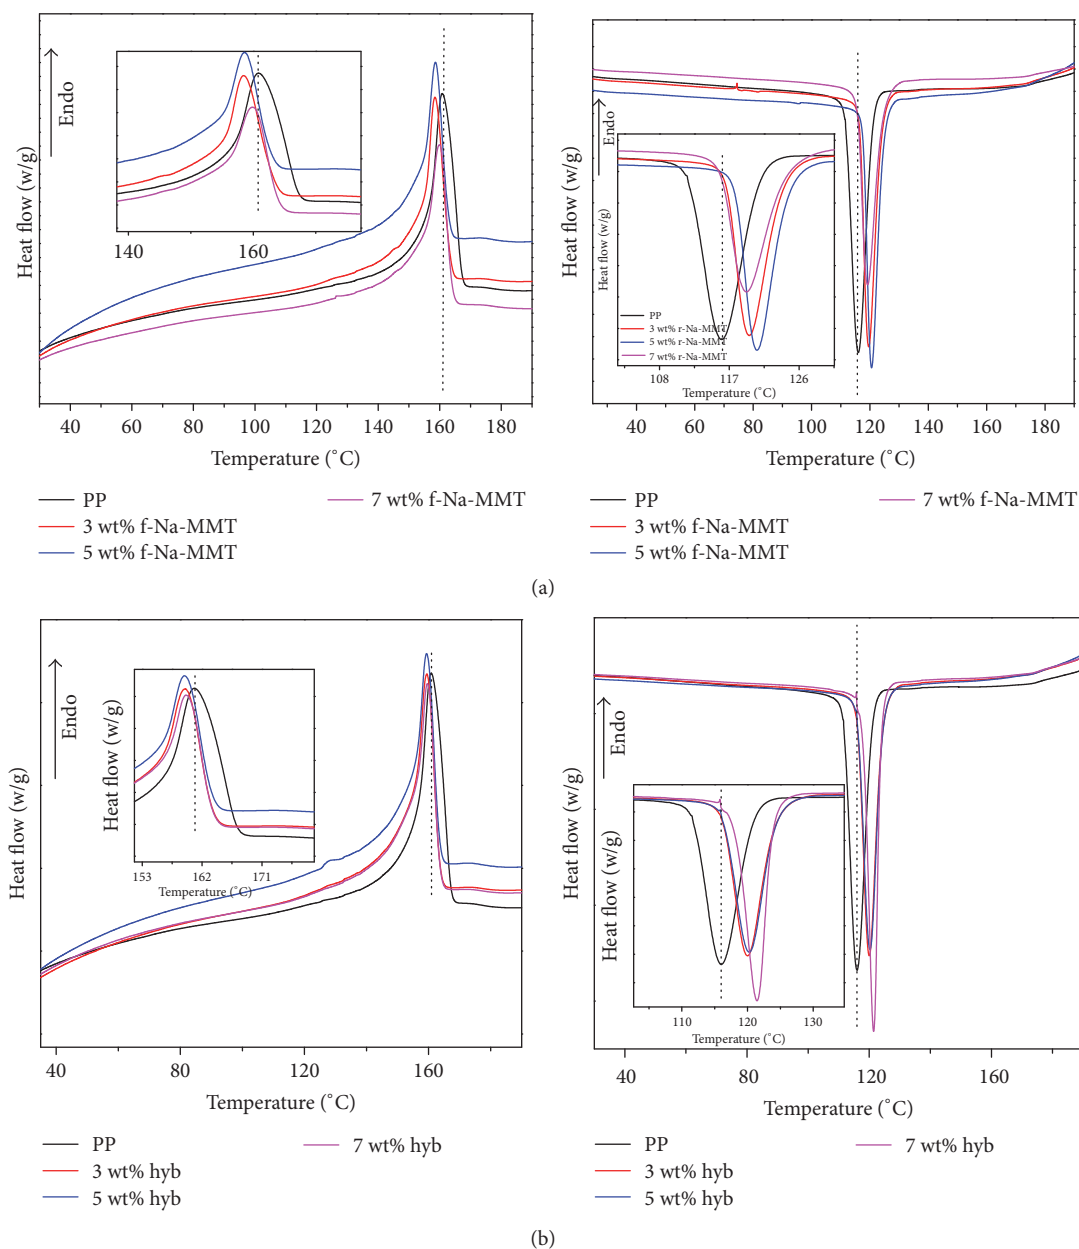 Endo
Heat flow (w/g)
140 160
40 60 80 100 120 140 160 180
Temperature (°C)
PP
3 wt% f-Na-MMT
5 wt% f-Na-MMT
7 wt% f-Na-MMT
Endo
Heat flow (w/g)
Endo
Heat flow (w/g)
PP
3 wt% r-Na-MMT
5 wt% r-Na-MMT
7 wt% r-Na-MMT
108 117 126
Temperature (°C)
40 60 80 100 120 140 160 180
Temperature (°C)
PP
3 wt% f-Na-MMT
5 wt% f-Na-MMT
7 wt% f-Na-MMT
(a)
Endo
Heat flow (w/g)
Heat flow (w/g)
153 162 171
Temperature (°C)
40 80 120 160
Temperature (°C)
PP
3 wt% hyb
5 wt% hyb
7 wt% hyb
Endo
Heat flow (w/g)
Heat flow (w/g)
110 120 130
Temperature (°C)
40 80 120 160
Temperature (°C)
PP
3 wt% hyb
5 wt% hyb
7 wt% hyb
(b)